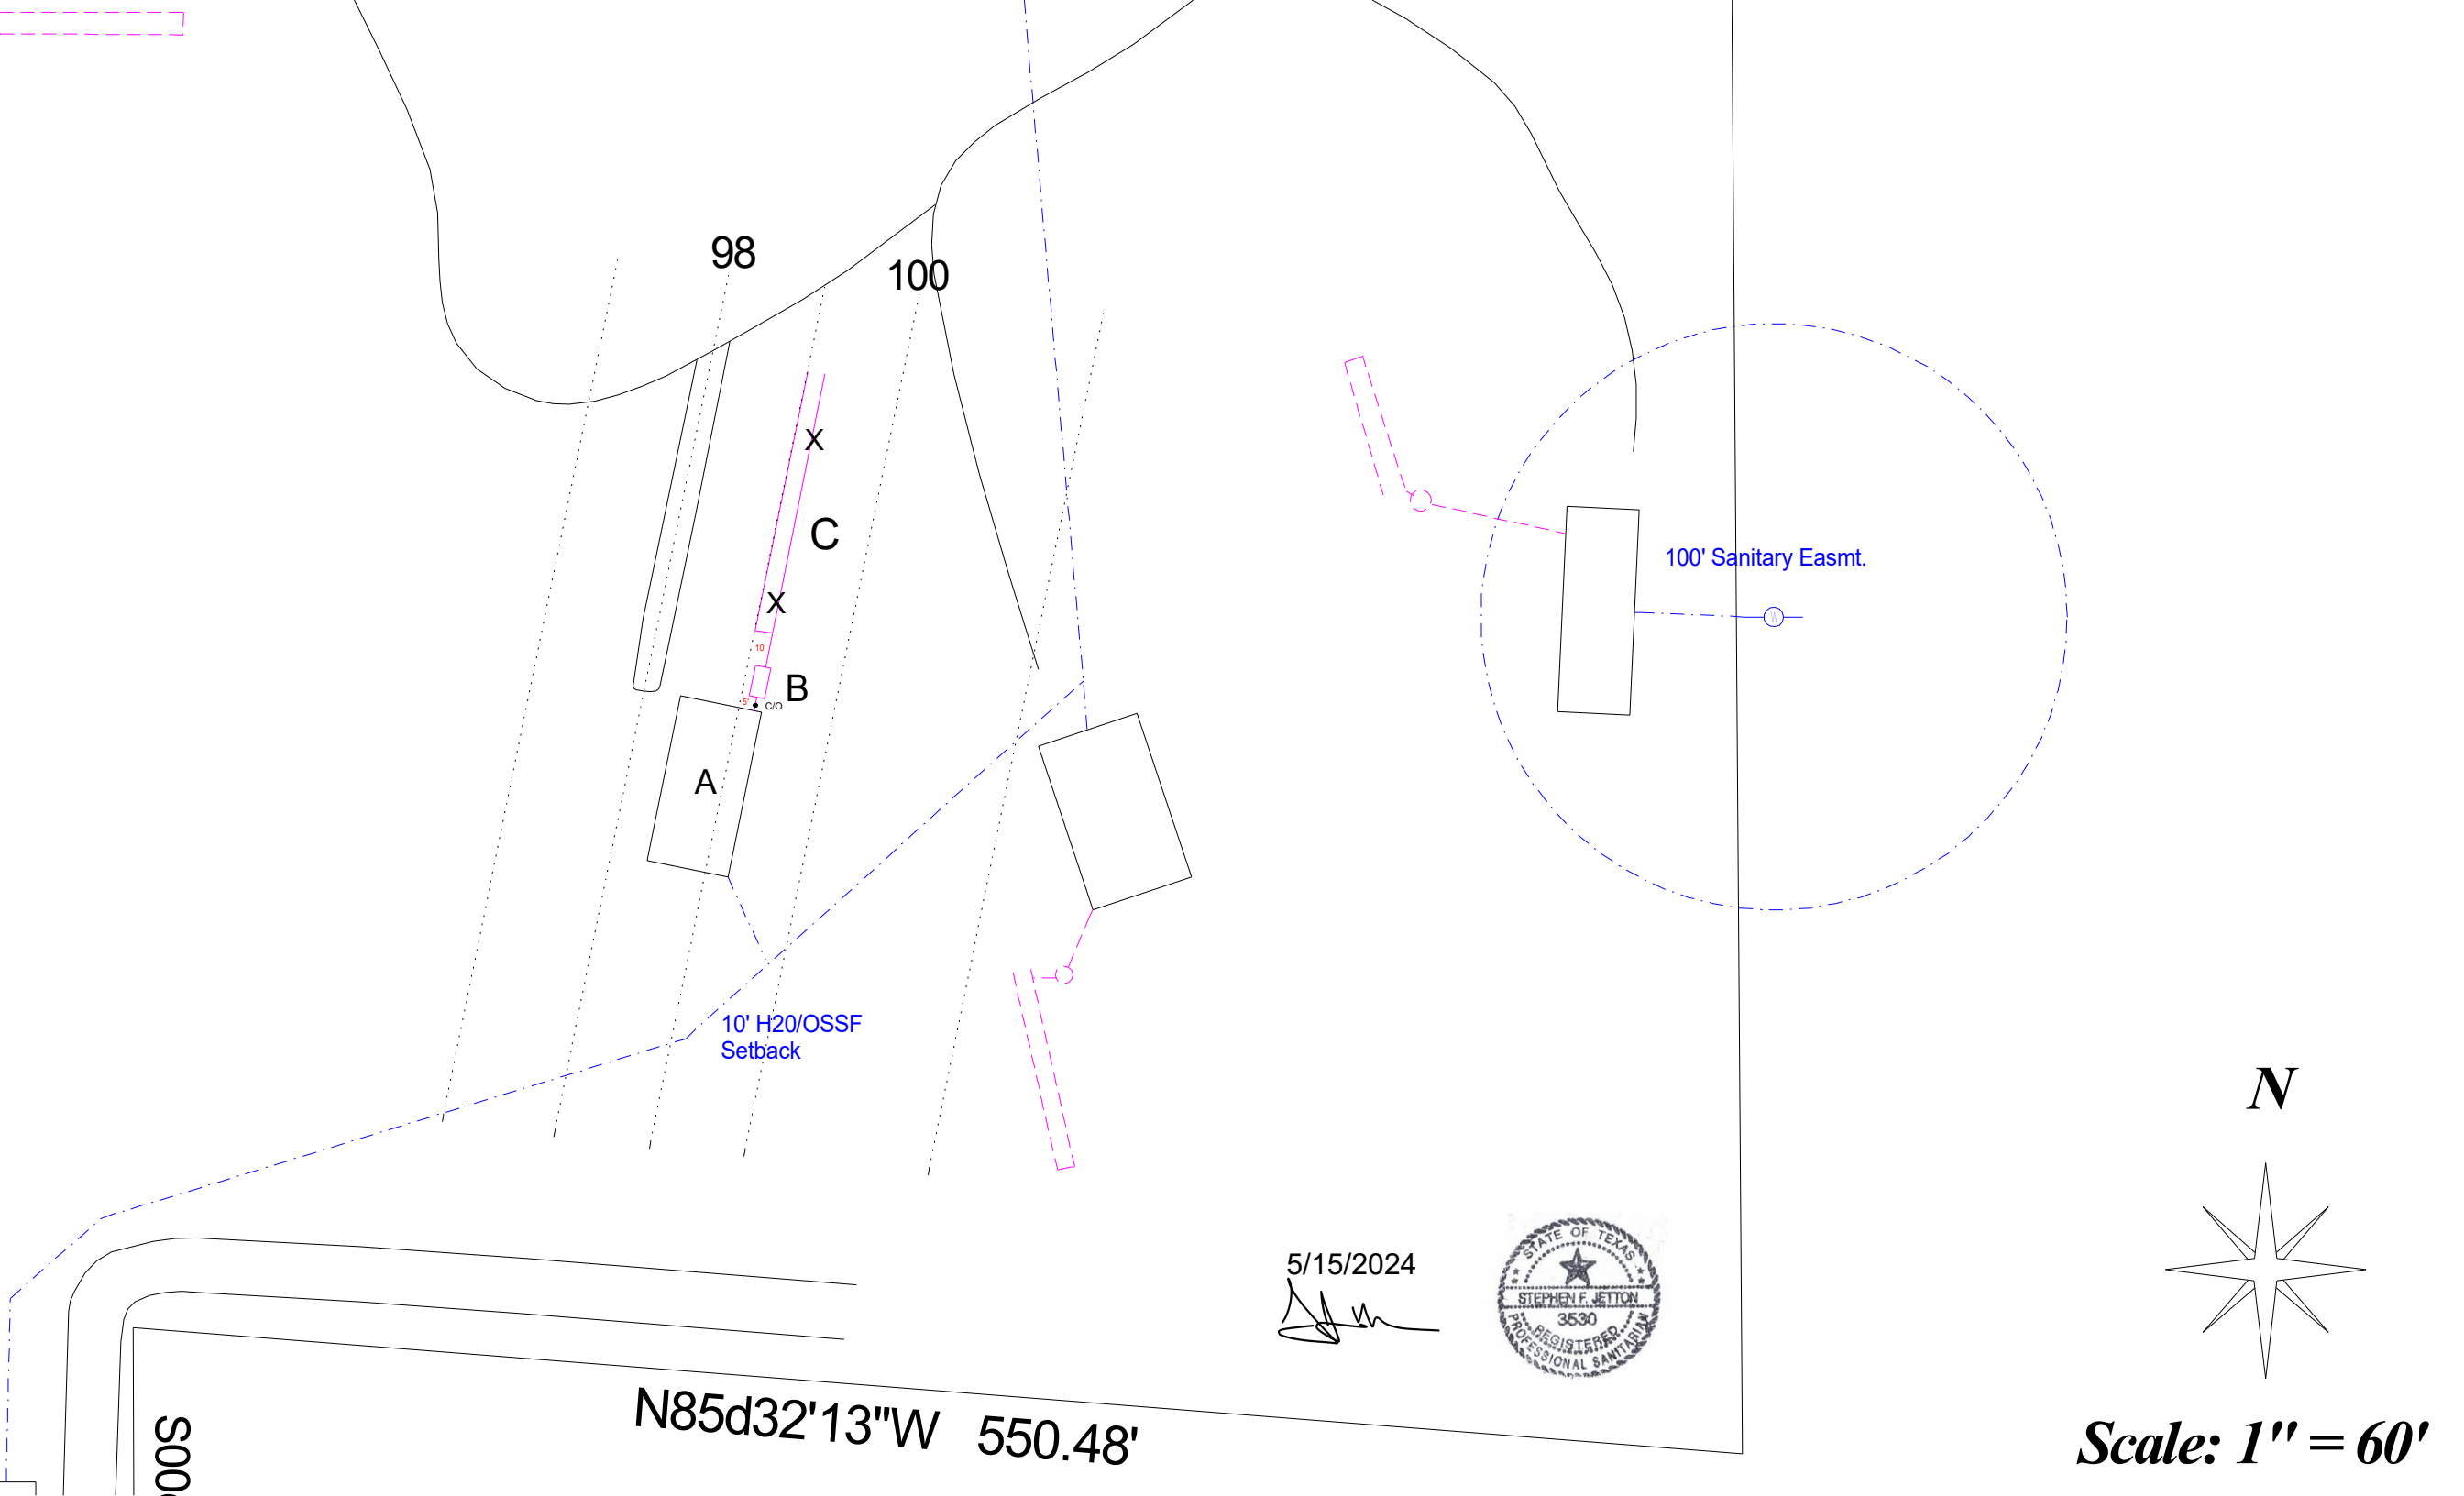 98
100
X
C
X
10'
B
5'
C/O
A
100' Sanitary Easmt.
W
10' H20/OSSF
Setback
N
5/15/2024
STATE OF TEXAS
STEPHEN F. JETTON
3530
REGISTERED
PROFESSIONAL SANITARIAN
N85d32'13"W 550.48'
Scale: 1" = 60'